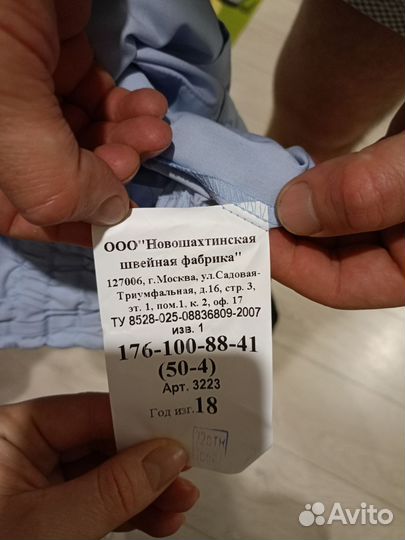 ООО"Новошахтинская
швейная фабрика"
127006, г.Москва, ул.Садовая-
Триумфальная, д.16, стр. 3,
эт. 1, пом.1, к. 2, оф. 17
ТУ 8528-025-08836809-2007
изв. 1
176-100-88-41
(50-4)
Арт. 3223
Год изг.18
Avito